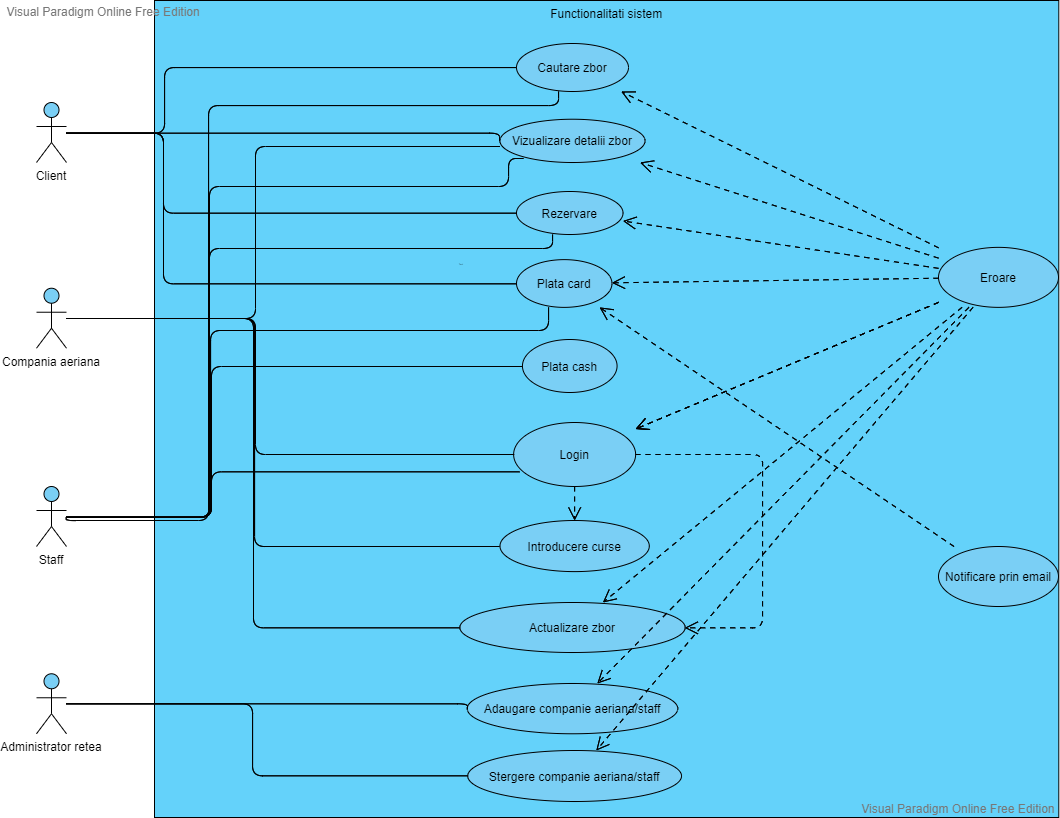 Visual Paradigm Online Free Edition
Functionalitati sistem
Cautare zbor
Client
Vizualizare detalii zbor
Rezervare
Eroare
Plata card
Compania aeriana
Plata cash
Login
Staff
Introducere curse
Notificare prin email
Actualizare zbor
Administrator retea
Adaugare companie aeriana/staff
Stergere companie aeriana/staff
Visual Paradigm Online Free Edition